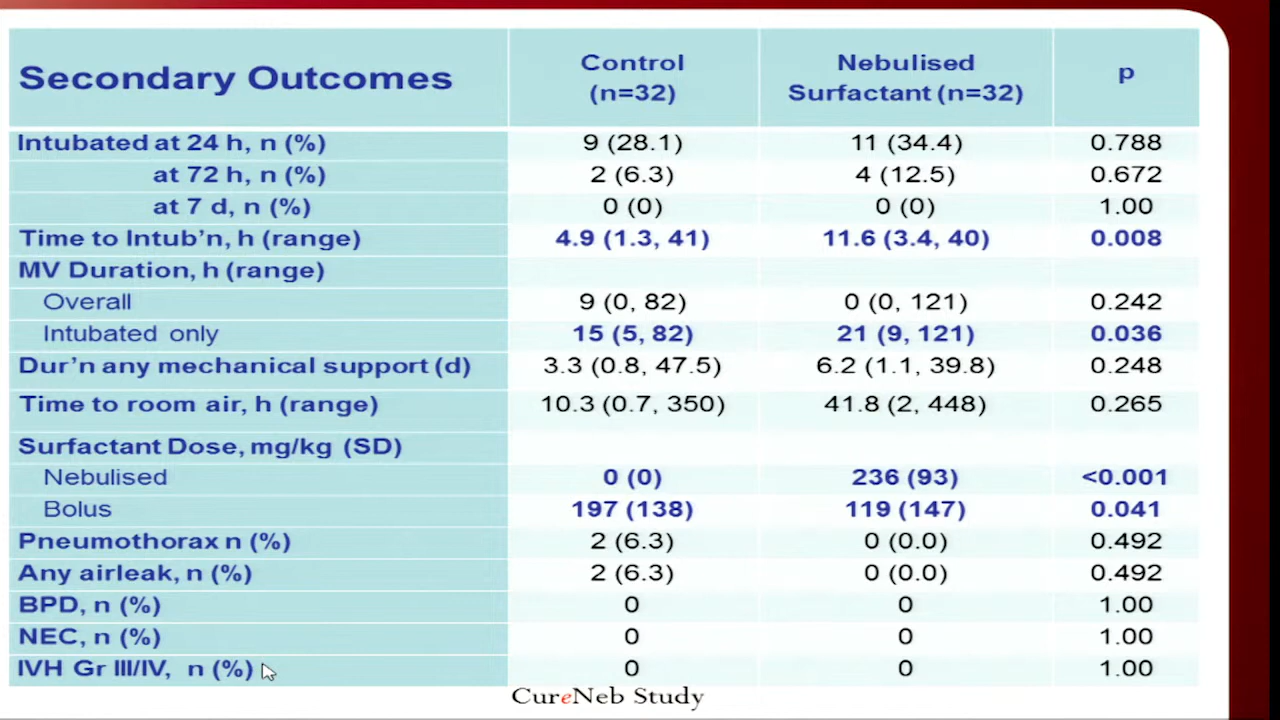 Secondary Outcomes Control (n=32) Nebulised Surfactant (n=32) p
Intubated at 24 h, n (%) 9 (28.1) 11 (34.4) 0.788
at 72 h, n (%) 2 (6.3) 4 (12.5) 0.672
at 7 d, n (%) 0 (0) 0 (0) 1.00
Time to Intub'n, h (range) 4.9 (1.3, 41) 11.6 (3.4, 40) 0.008
MV Duration, h (range)
Overall 9 (0, 82) 0 (0, 121) 0.242
Intubated only 15 (5, 82) 21 (9, 121) 0.036
Dur'n any mechanical support (d) 3.3 (0.8, 47.5) 6.2 (1.1, 39.8) 0.248
Time to room air, h (range) 10.3 (0.7, 350) 41.8 (2, 448) 0.265
Surfactant Dose, mg/kg (SD)
Nebulised 0 (0) 236 (93) <0.001
Bolus 197 (138) 119 (147) 0.041
Pneumothorax n (%) 2 (6.3) 0 (0.0) 0.492
Any airleak, n (%) 2 (6.3) 0 (0.0) 0.492
BPD, n (%) 0 0 1.00
NEC, n (%) 0 0 1.00
IVH Gr III/IV, n (%) 0 0 1.00
CureNeb Study